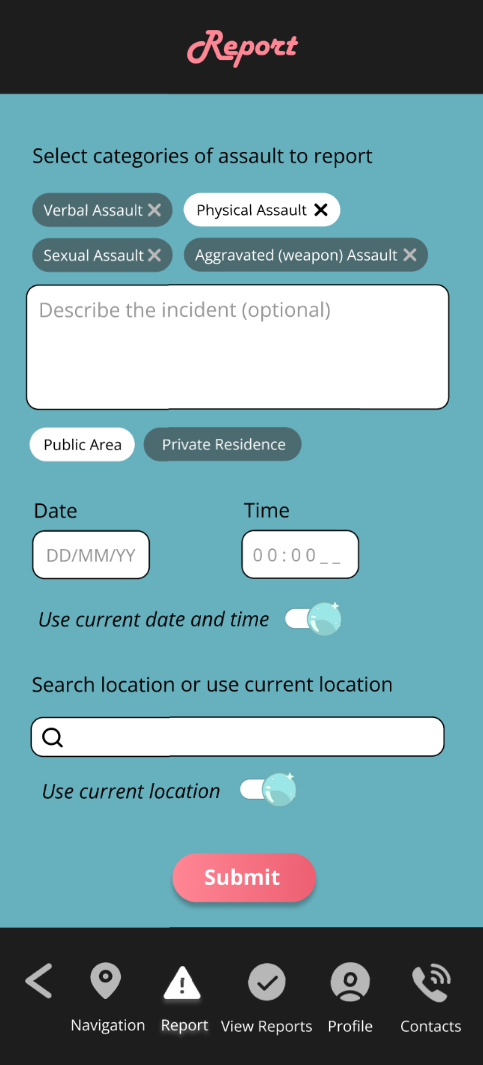 Report
Select categories of assault to report
Verbal Assault Physical Assault
Sexual Assault Aggravated (weapon) Assault
Describe the incident (optional)
Public Area Private Residence
Date Time
DD/MM/YY 00:00__
Use current date and time
Search location or use current location
Use current location
Submit
Navigation Report View Reports Profile Contacts